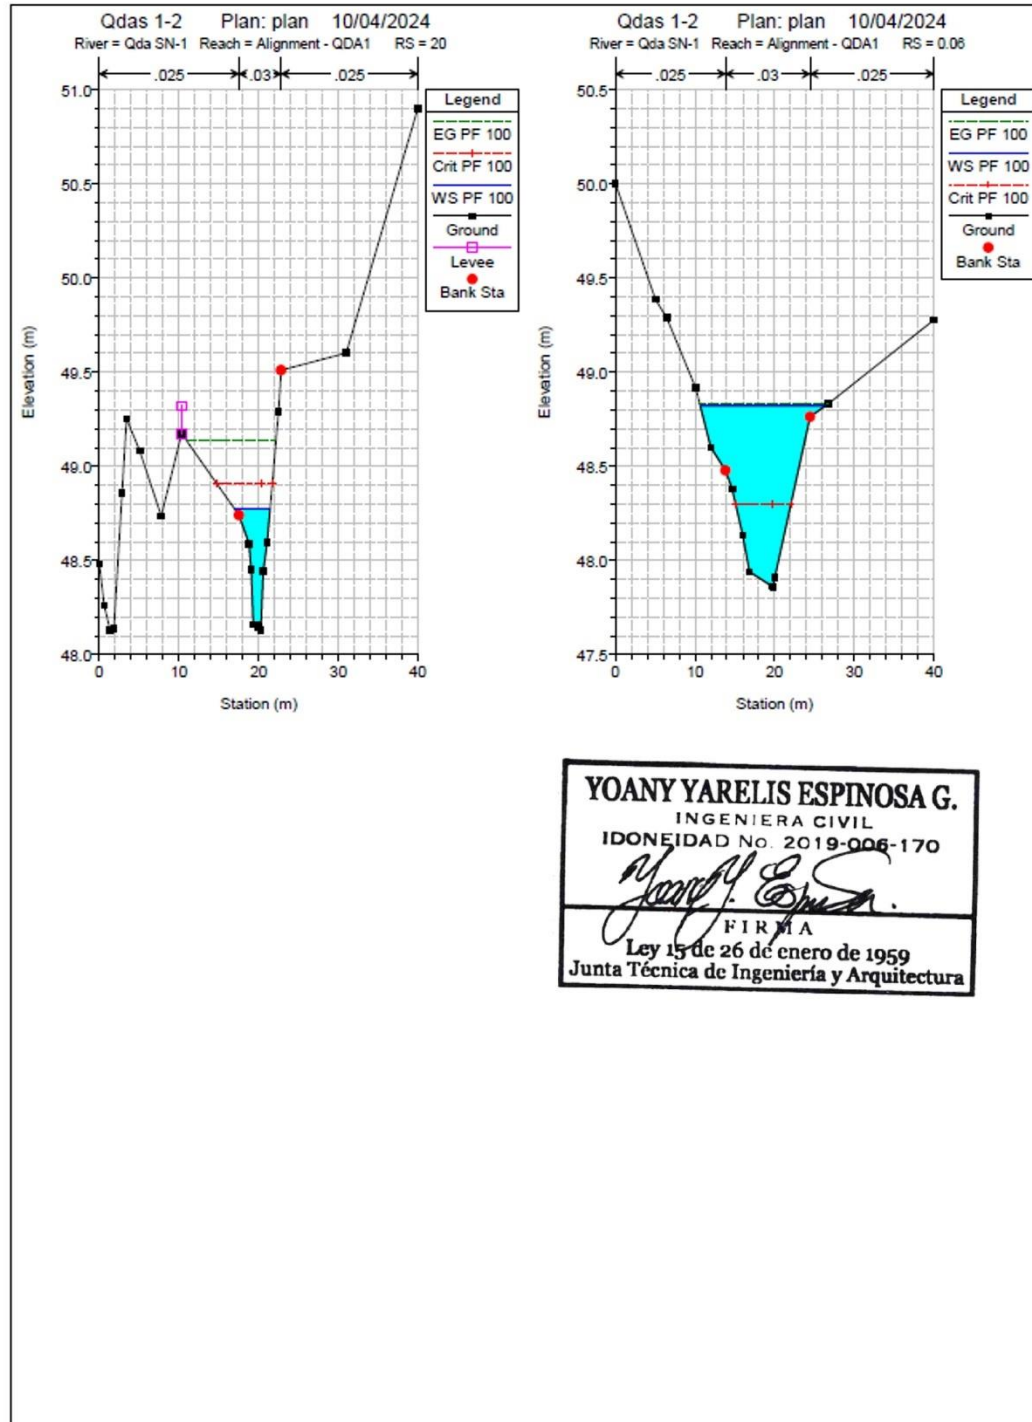 Qdas 1-2 Plan: plan 10/04/2024
River = Qda SN-1 Reach = Alignment - QDA1 RS = 20
.025 .03 .025
51.0
50.5
50.0
49.5
49.0
48.5
48.0
Elevation (m)
0 10 20 30 40
Station (m)
Legend
EG PF 100
Crit PF 100
WS PF 100
Ground
Levee
Bank Sta
Qdas 1-2 Plan: plan 10/04/2024
River = Qda SN-1 Reach = Alignment - QDA1 RS = 0.06
.025 .03 .025
50.5
50.0
49.5
49.0
48.5
48.0
47.5
Elevation (m)
0 10 20 30 40
Station (m)
Legend
EG PF 100
WS PF 100
Crit PF 100
Ground
Bank Sta
YOANY YARELIS ESPINOSA G.
INGENIERA CIVIL
IDONEIDAD No. 2019-006-170
FIRMA
Ley 15 de 26 de enero de 1959
Junta Técnica de Ingeniería y Arquitectura